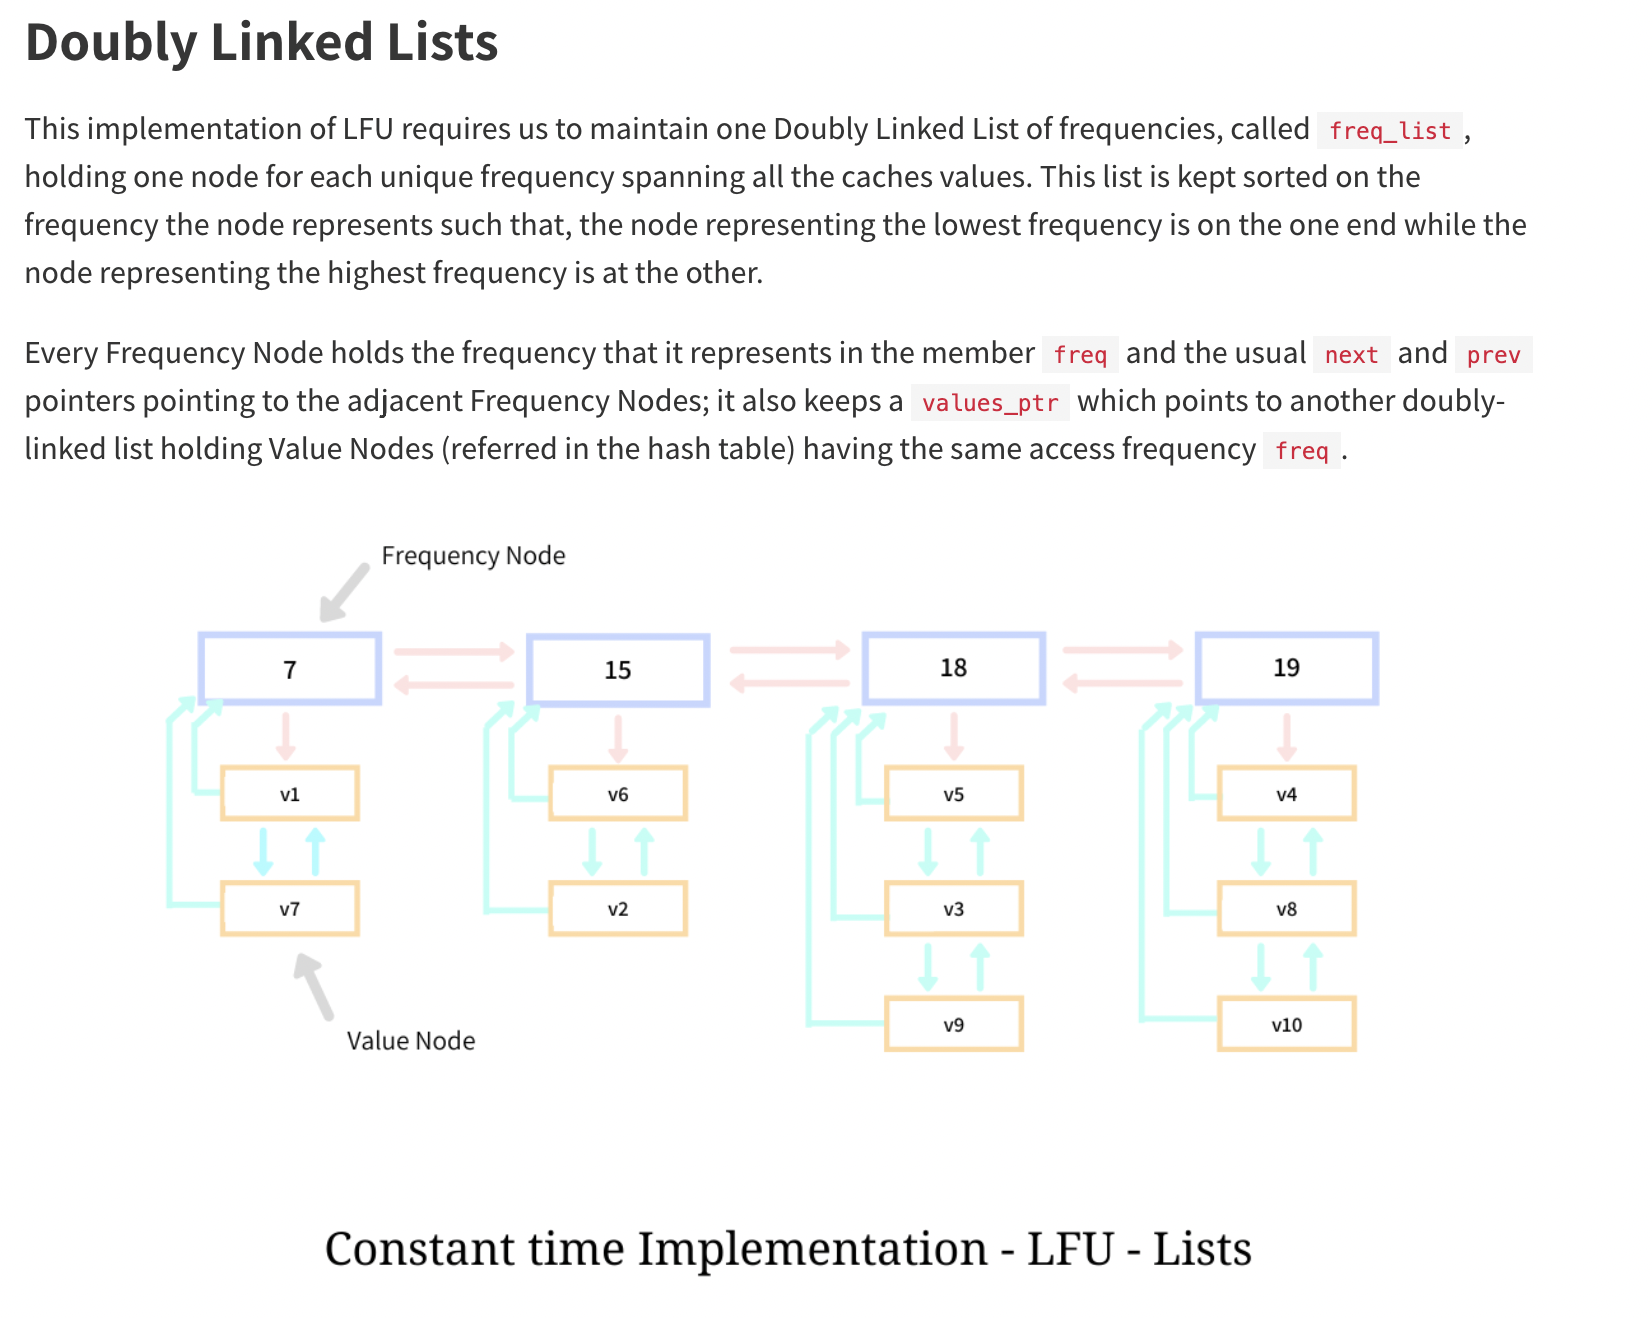 Doubly Linked Lists
This implementation of LFU requires us to maintain one Doubly Linked List of frequencies, called freq_list,
holding one node for each unique frequency spanning all the caches values. This list is kept sorted on the
frequency the node represents such that, the node representing the lowest frequency is on the one end while the
node representing the highest frequency is at the other.
Every Frequency Node holds the frequency that it represents in the member freq and the usual next and prev
pointers pointing to the adjacent Frequency Nodes; it also keeps a values_ptr which points to another doubly-
linked list holding Value Nodes (referred in the hash table) having the same access frequency freq.
Frequency Node
7 15 18 19
v1 v6 v5 v4
v7 v2 v3 v8
v9 v10
Value Node
Constant time Implementation - LFU - Lists